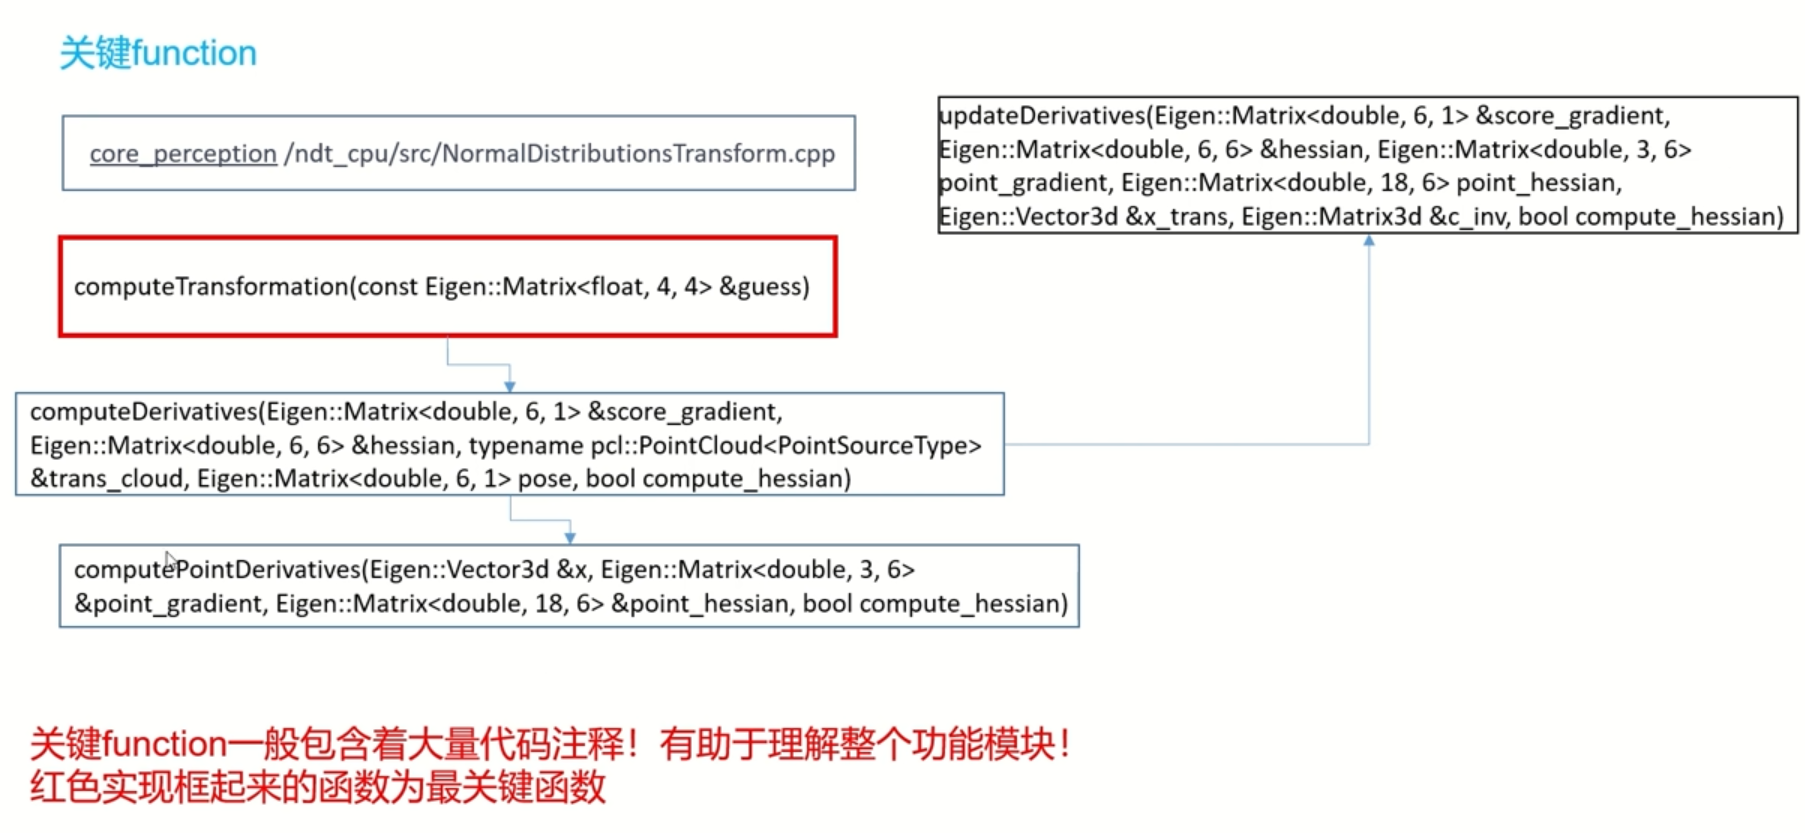 关键function
core_perception /ndt_cpu/src/NormalDistributionsTransform.cpp
computeTransformation(const Eigen::Matrix<float, 4, 4> &guess)
updateDerivatives(Eigen::Matrix<double, 6, 1> &score_gradient,
Eigen::Matrix<double, 6, 6> &hessian, Eigen::Matrix<double, 3, 6>
point_gradient, Eigen::Matrix<double, 18, 6> point_hessian,
Eigen::Vector3d &x_trans, Eigen::Matrix3d &c_inv, bool compute_hessian)
computeDerivatives(Eigen::Matrix<double, 6, 1> &score_gradient,
Eigen::Matrix<double, 6, 6> &hessian, typename pcl::PointCloud<PointSourceType>
&trans_cloud, Eigen::Matrix<double, 6, 1> pose, bool compute_hessian)
computePointDerivatives(Eigen::Vector3d &x, Eigen::Matrix<double, 3, 6>
&point_gradient, Eigen::Matrix<double, 18, 6> &point_hessian, bool compute_hessian)
关键function一般包含着大量代码注释！有助于理解整个功能模块！
红色实现框起来的函数为最关键函数